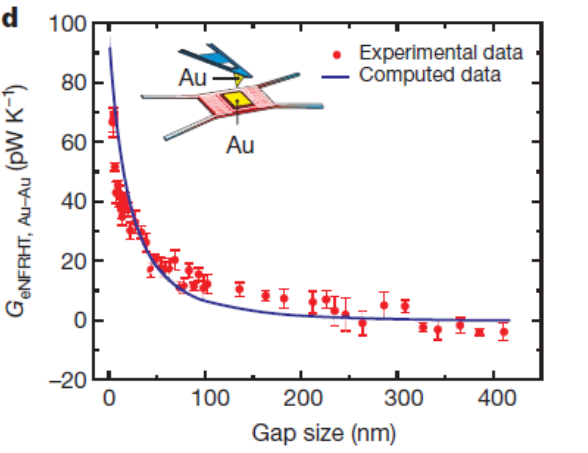 d
100
80
60
40
20
0
−20
G eNFRHT, Au–Au (pW K⁻¹)
Experimental data
Computed data
Au
Au
0 100 200 300 400
Gap size (nm)